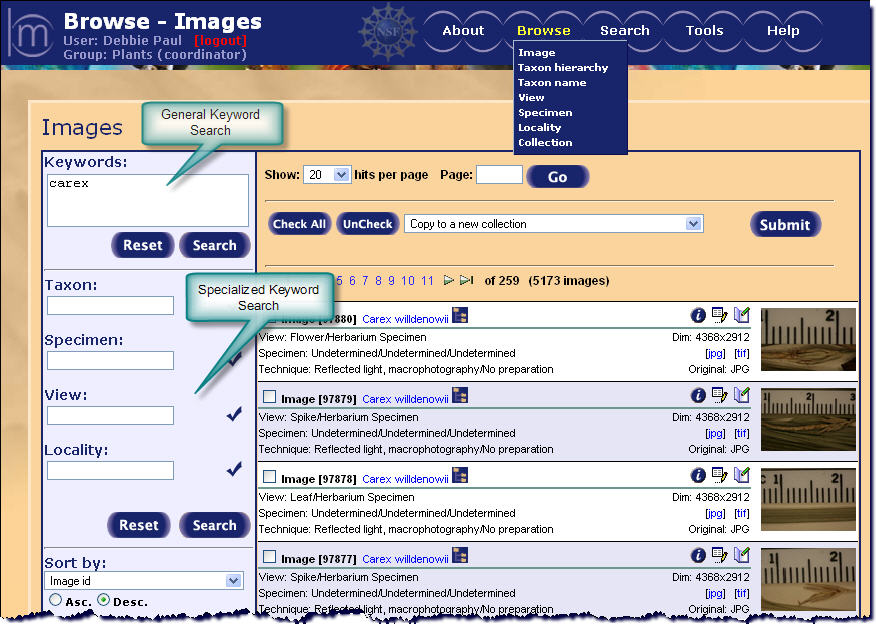 Browse - Images
User: Debbie Paul [logout]
Group: Plants (coordinator)
m
NSF
About Browse Search Tools Help
Image
Taxon hierarchy
Taxon name
View
Specimen
Locality
Collection
Images
General Keyword
Search
Keywords:
carex
Reset Search
Show: 20 hits per page Page: Go
Check All UnCheck Copy to a new collection Submit
5 6 7 8 9 10 11 of 259 (5173 images)
Taxon:
Specialized Keyword
Search
Specimen:
View:
Locality:
Reset Search
Sort by:
Image id
Asc. Desc.
Image [97880] Carex willdenowii
View: Flower/Herbarium Specimen Dim: 4368x2912
Specimen: Undetermined/Undetermined/Undetermined [jpg] [tif]
Technique: Reflected light, macrophotography/No preparation Original: JPG
2
Image [97879] Carex willdenowii
View: Spike/Herbarium Specimen Dim: 4368x2912
Specimen: Undetermined/Undetermined/Undetermined [jpg] [tif]
Technique: Reflected light, macrophotography/No preparation Original: JPG
1 2 3
Image [97878] Carex willdenowii
View: Leaf/Herbarium Specimen Dim: 4368x2912
Specimen: Undetermined/Undetermined/Undetermined [jpg] [tif]
Technique: Reflected light, macrophotography/No preparation Original: JPG
1 2
Image [97877] Carex willdenowii
View: Spike/Herbarium Specimen Dim: 4368x2912
Specimen: Undetermined/Undetermined/Undetermined [jpg] [tif]
Technique: Reflected light, macrophotography/No preparation Original: JPG
2